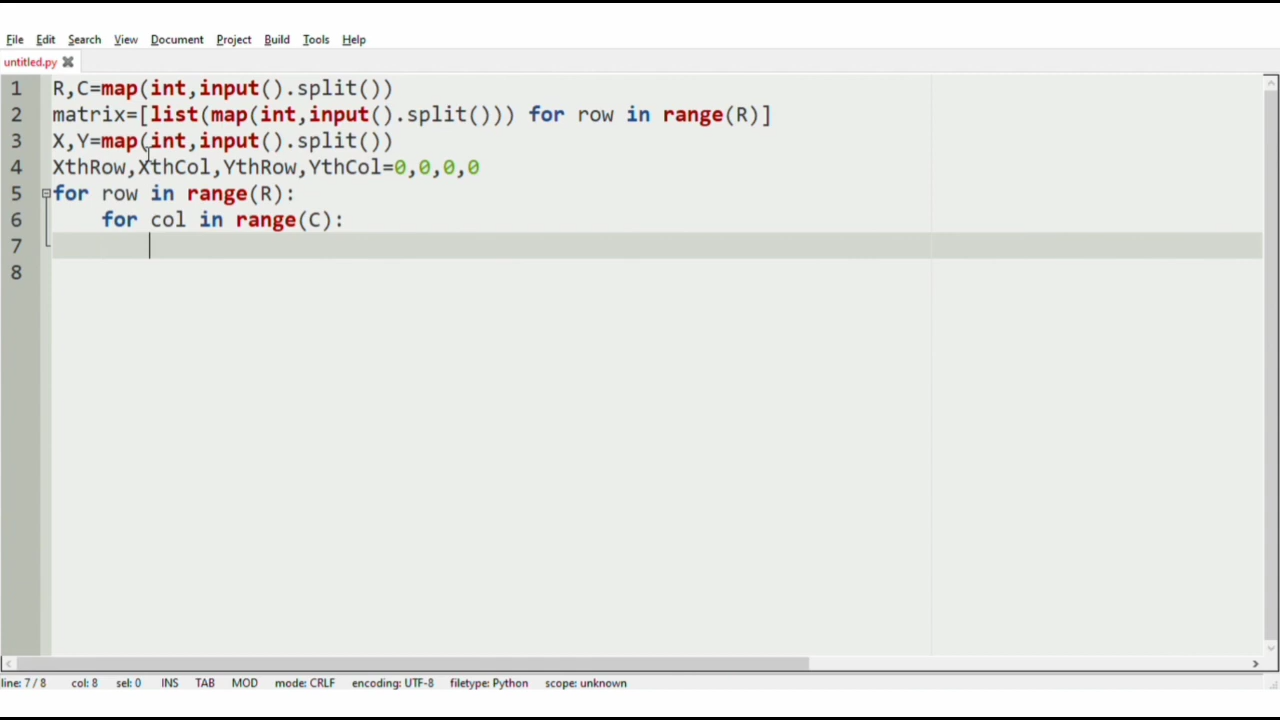 File Edit Search View Document Project Build Tools Help
untitled.py
1 R,C=map(int,input().split())
2 matrix=[list(map(int,input().split())) for row in range(R)]
3 X,Y=map(int,input().split())
4 XthRow,XthCol,YthRow,YthCol=0,0,0,0
5 for row in range(R):
6     for col in range(C):
7
8
line: 7 / 8 col: 8 sel: 0 INS TAB MOD mode: CRLF encoding: UTF-8 filetype: Python scope: unknown